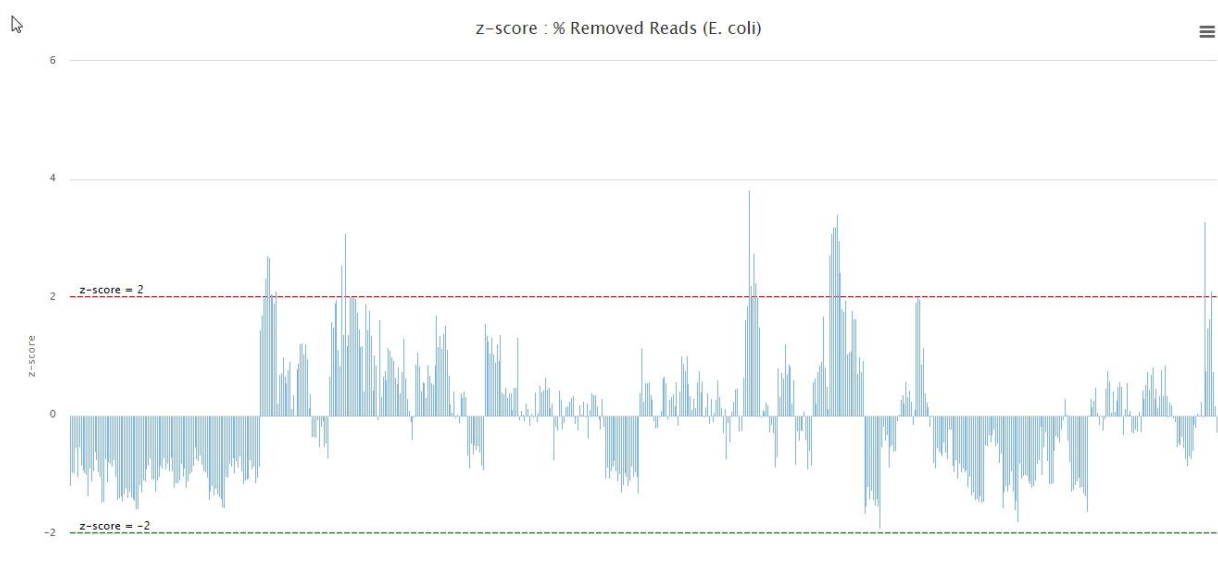 z-score : % Removed Reads (E. coli)
6
4
z-score = 2
2
z-score
0
z-score = -2
-2